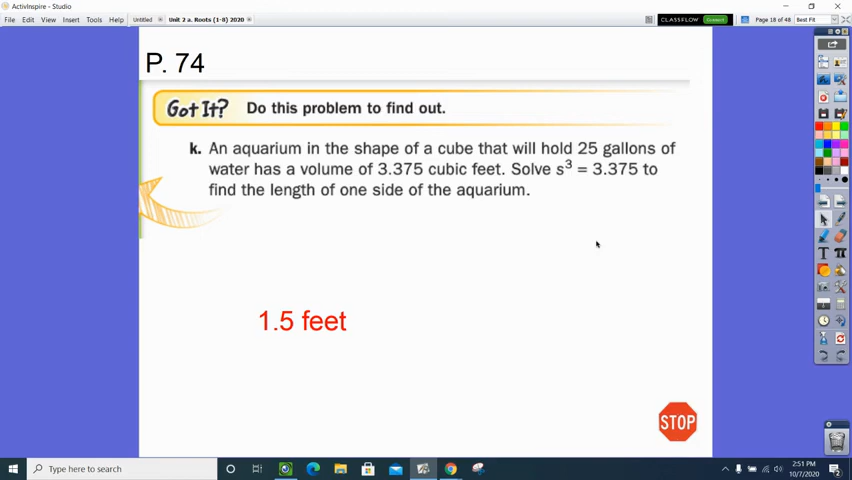 ActivInspire - Studio
File Edit View Insert Tools Help
Untitled
Unit 2 a. Roots (1-8) 2020
CLASSFLOW
Connect
Page 18 of 48
Best Fit
P. 74
Got It?
Do this problem to find out.
k. An aquarium in the shape of a cube that will hold 25 gallons of
water has a volume of 3.375 cubic feet. Solve s³ = 3.375 to
find the length of one side of the aquarium.
1.5 feet
STOP
Type here to search
2:51 PM
10/7/2020